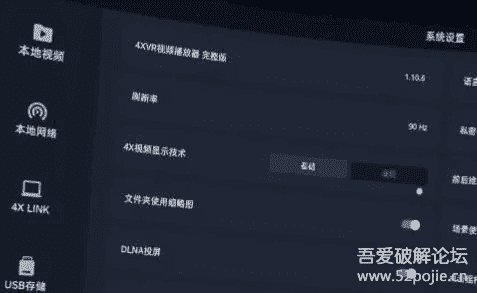 系统设置
本地视频
4XVR视频播放器 完整版
1.10.6
刷新率
90 Hz
本地网络
4X视频显示技术
基础
4X LINK
文件夹使用缩略图
DLNA投屏
USB存储
吾爱破解论坛
www.52pojie.cn